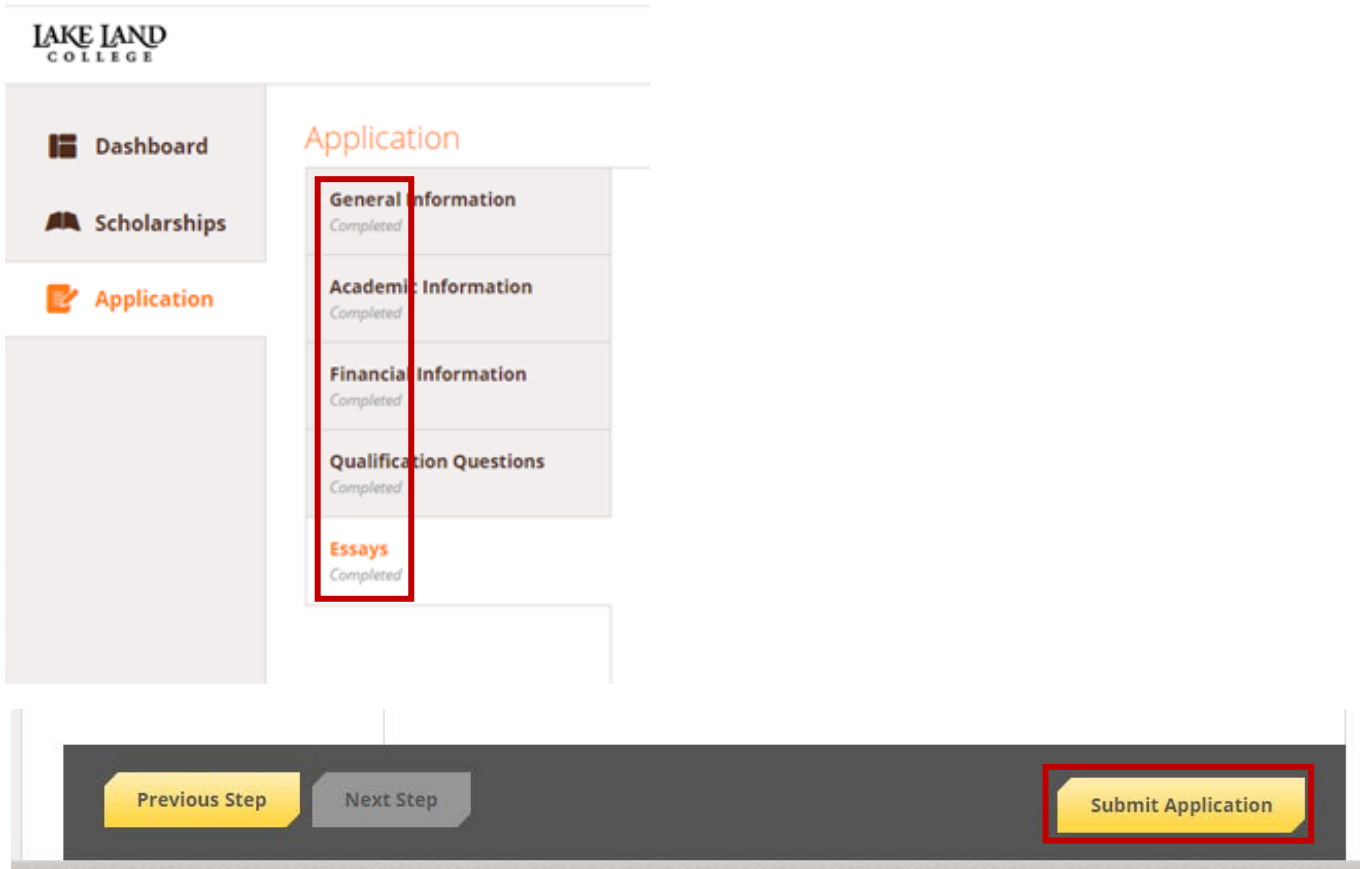 LAKE LAND
COLLEGE
Dashboard
Scholarships
Application
Application
General Information
Completed
Academic Information
Completed
Financial Information
Completed
Qualification Questions
Completed
Essays
Completed
Previous Step
Next Step
Submit Application